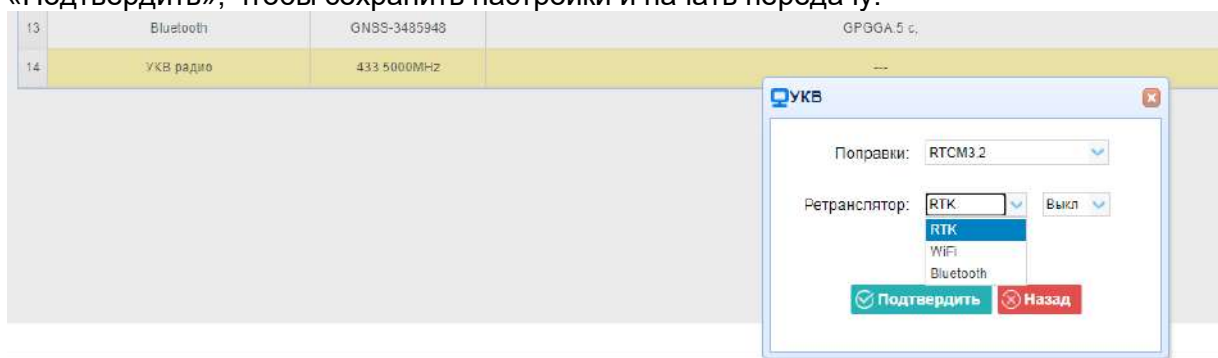 «Подтвердить», чтобы сохранить настройки и начать передачу.
13 Bluetooth GNSS-3485948 GPGGA.5 с,
14 УКВ радио 433 5000MHz ---
УКВ
Поправки: RTCM3.2
Ретранслятор: RTK Выкл
RTK
WiFi
Bluetooth
Подтвердить Назад